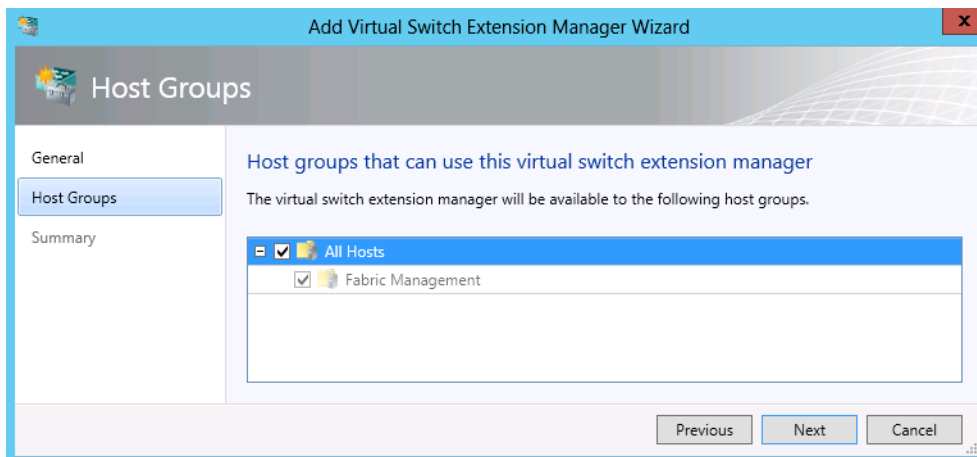 Add Virtual Switch Extension Manager Wizard
x
Host Groups
General
Host Groups
Summary
Host groups that can use this virtual switch extension manager
The virtual switch extension manager will be available to the following host groups.
All Hosts
Fabric Management
Previous Next Cancel